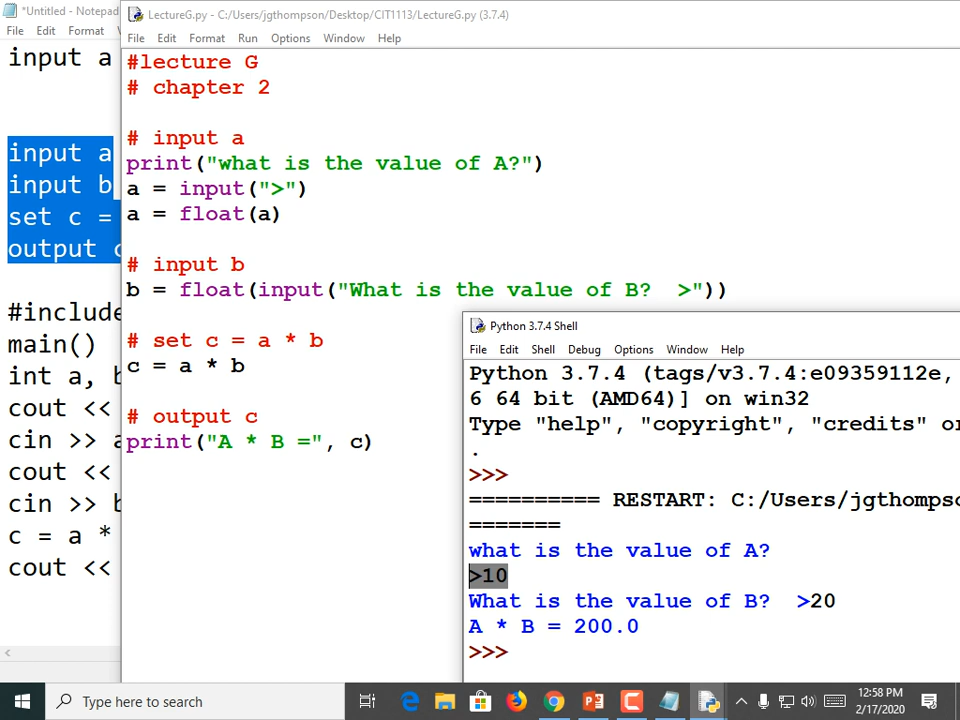 *Untitled - Notepad
File Edit Format
input a
input a
input b
set c =
output c
#include
main()
int a, b
cout <<
cin >> a
cout <<
cin >> b
c = a *
cout <<
LectureG.py - C:/Users/jgthompson/Desktop/CIT1113/LectureG.py (3.7.4)
File Edit Format Run Options Window Help
#lecture G
# chapter 2
# input a
print("what is the value of A?")
a = input(">")
a = float(a)
# input b
b = float(input("What is the value of B?  >"))
# set c = a * b
c = a * b
# output c
print("A * B =", c)
Python 3.7.4 Shell
File Edit Shell Debug Options Window Help
Python 3.7.4 (tags/v3.7.4:e09359112e,
6 64 bit (AMD64)] on win32
Type "help", "copyright", "credits" or
.
>>>
========== RESTART: C:/Users/jgthompso
=======
what is the value of A?
>10
What is the value of B?  >20
A * B = 200.0
>>>
Type here to search
12:58 PM
2/17/2020